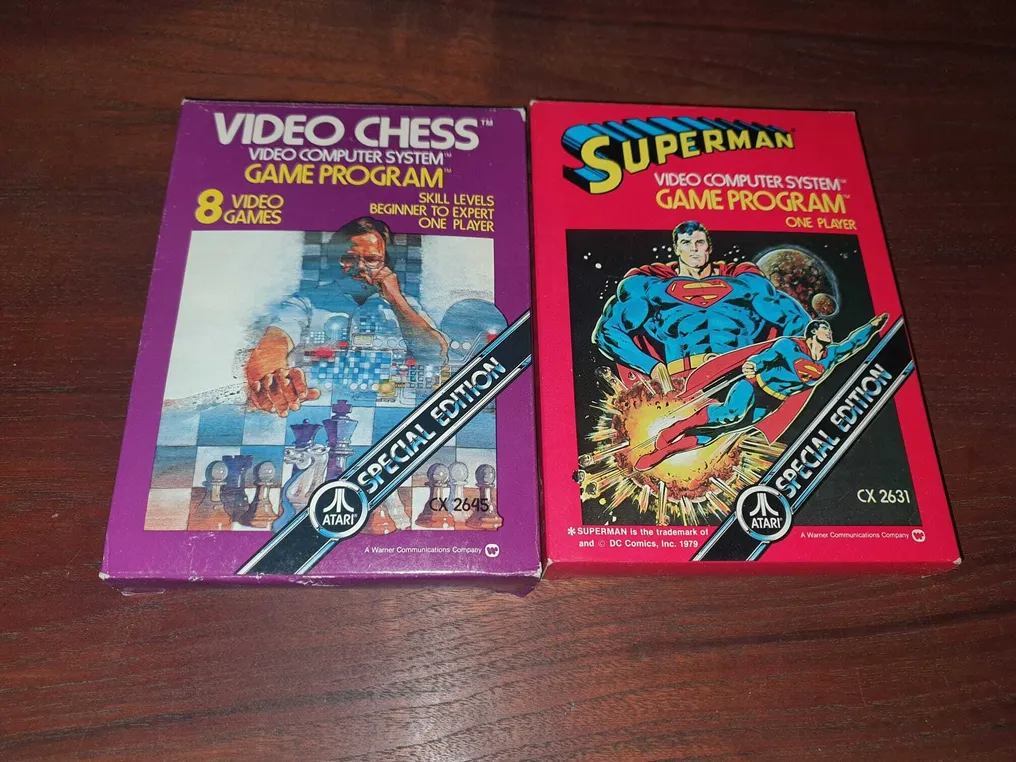 VIDEO CHESS™
VIDEO COMPUTER SYSTEM™
GAME PROGRAM™
8 VIDEO GAMES
SKILL LEVELS
BEGINNER TO EXPERT
ONE PLAYER
SPECIAL EDITION
ATARI®
CX 2645
A Warner Communications Company
SUPERMAN*
VIDEO COMPUTER SYSTEM™
GAME PROGRAM™
ONE PLAYER
SPECIAL EDITION
ATARI®
CX 2631
*SUPERMAN is the trademark of
and © DC Comics, Inc. 1979
A Warner Communications Company